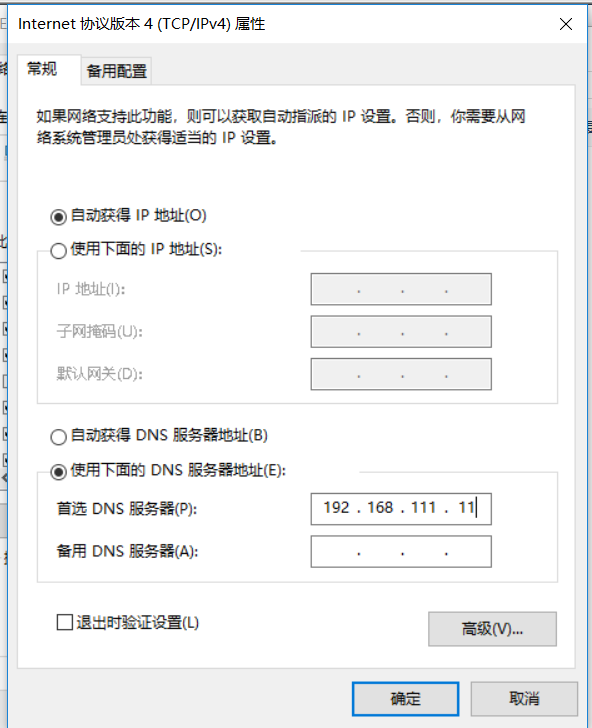 Internet 协议版本 4 (TCP/IPv4) 属性
常规 备用配置
如果网络支持此功能，则可以获取自动指派的 IP 设置。否则，你需要从网
络系统管理员处获得适当的 IP 设置。
自动获得 IP 地址(O)
使用下面的 IP 地址(S):
IP 地址(I):
子网掩码(U):
默认网关(D):
自动获得 DNS 服务器地址(B)
使用下面的 DNS 服务器地址(E):
首选 DNS 服务器(P): 192 . 168 . 111 . 11
备用 DNS 服务器(A):
退出时验证设置(L)
高级(V)...
确定 取消